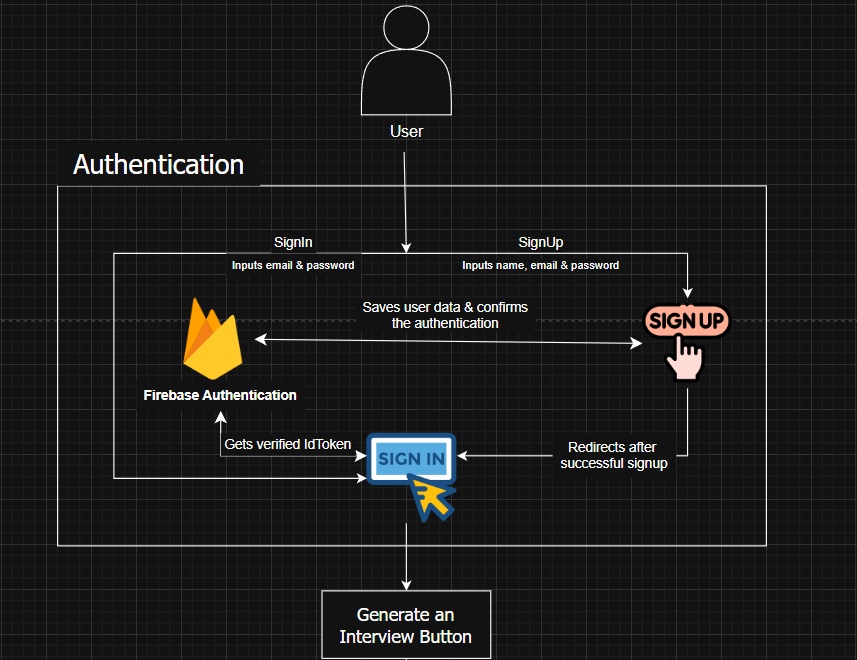 User
Authentication
SignIn
SignUp
Inputs email & password
Inputs name, email & password
Saves user data & confirms
the authentication
SIGN UP
Firebase Authentication
Gets verified IdToken
SIGN IN
Redirects after
successful signup
Generate an
Interview Button